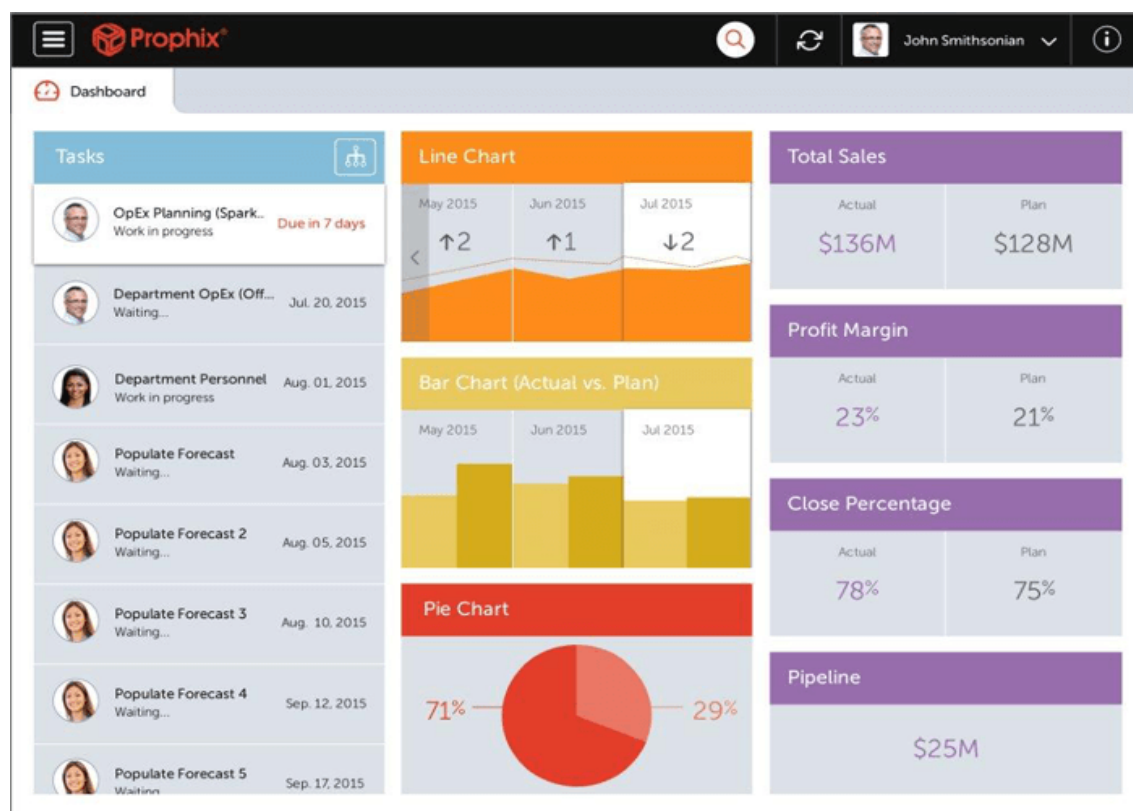 Prophix®
John Smithsonian
Dashboard
Tasks
OpEx Planning (Spark..
Work in progress
Due in 7 days
Department OpEx (Off...
Waiting...
Jul. 20, 2015
Department Personnel
Work in progress
Aug. 01, 2015
Populate Forecast
Waiting...
Aug. 03, 2015
Populate Forecast 2
Waiting...
Aug. 05, 2015
Populate Forecast 3
Waiting...
Aug. 10, 2015
Populate Forecast 4
Waiting...
Sep. 12, 2015
Populate Forecast 5
Waiting
Sep. 17, 2015
Line Chart
May 2015
↑2
Jun 2015
↑1
Jul 2015
↓2
Bar Chart (Actual vs. Plan)
May 2015
Jun 2015
Jul 2015
Pie Chart
71%
29%
Total Sales
Actual
$136M
Plan
$128M
Profit Margin
Actual
23%
Plan
21%
Close Percentage
Actual
78%
Plan
75%
Pipeline
$25M